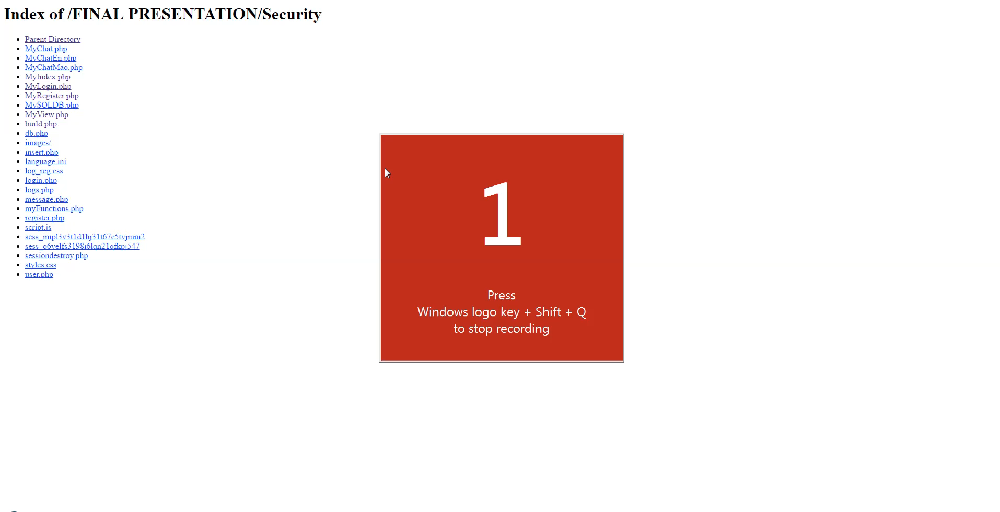 Index of /FINAL PRESENTATION/Security
Parent Directory
MyChat.php
MyChatEn.php
MyChatMao.php
MyIndex.php
MyLogin.php
MyRegister.php
MySQLDB.php
MyView.php
build.php
db.php
images/
insert.php
language.ini
log_reg.css
login.php
logs.php
message.php
myFunctions.php
register.php
script.js
sess_impl3v3t1d1hj31t67e5tvjmm2
sess_o6velfs3198i6lqn21qfkpj547
sessiondestroy.php
styles.css
user.php
1
Press
Windows logo key + Shift + Q
to stop recording